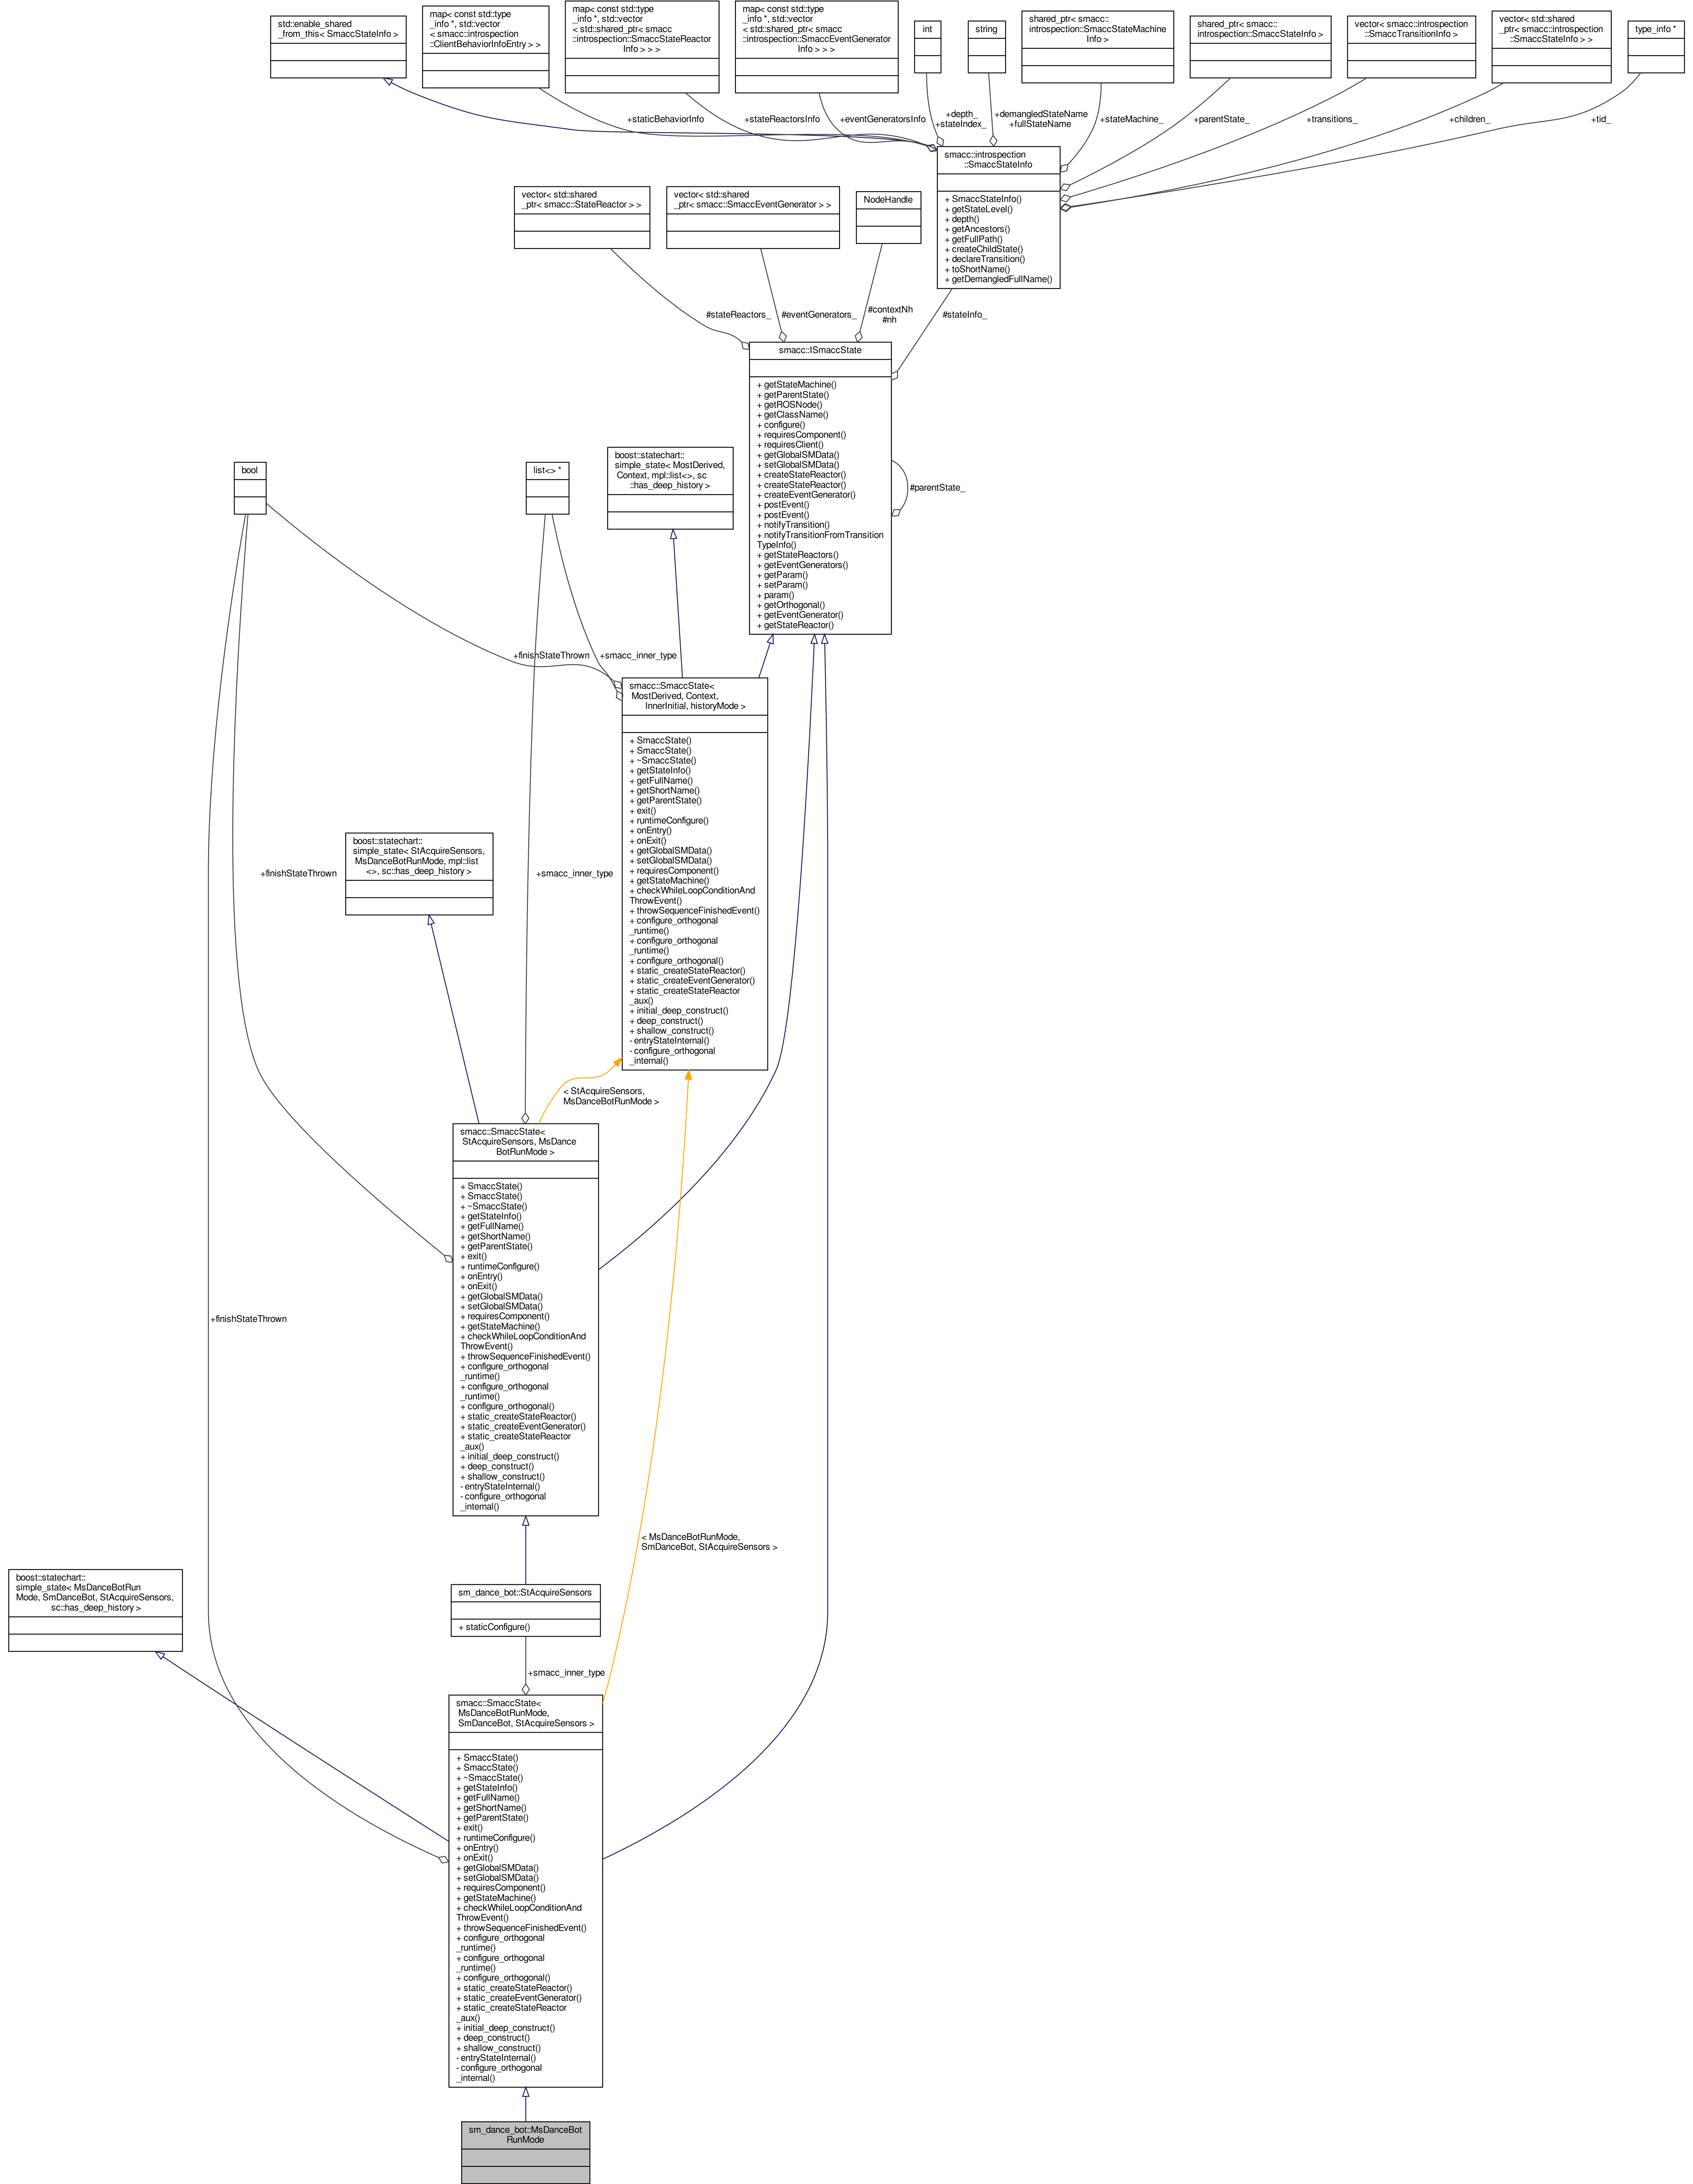 std::enable_shared
_from_this< SmaccStateInfo >
map< const std::type
_info *, std::vector
< smacc::introspection
::ClientBehaviorInfoEntry > >
map< const std::type
_info *, std::vector
< std::shared_ptr< smacc
::introspection::SmaccStateReactor
Info > > >
map< const std::type
_info *, std::vector
< std::shared_ptr< smacc
::introspection::SmaccEventGenerator
Info > > >
int
string
shared_ptr< smacc::
introspection::SmaccStateMachine
Info >
shared_ptr< smacc::
introspection::SmaccStateInfo >
vector< smacc::introspection
::SmaccTransitionInfo >
vector< std::shared
_ptr< smacc::introspection
::SmaccStateInfo > >
type_info *
+staticBehaviorInfo
+stateReactorsInfo
+eventGeneratorsInfo
+depth_
+stateIndex_
+demangledStateName
+fullStateName
+stateMachine_
+parentState_
+transitions_
+children_
+tid_
smacc::introspection
::SmaccStateInfo
+ SmaccStateInfo()
+ getStateLevel()
+ depth()
+ getAncestors()
+ getFullPath()
+ createChildState()
+ declareTransition()
+ toShortName()
+ getDemangledFullName()
vector< std::shared
_ptr< smacc::StateReactor > >
vector< std::shared
_ptr< smacc::SmaccEventGenerator > >
NodeHandle
#stateReactors_
#eventGenerators_
#contextNh
#nh
#stateInfo_
smacc::ISmaccState
+ getStateMachine()
+ getParentState()
+ getROSNode()
+ getClassName()
+ configure()
+ requiresComponent()
+ requiresClient()
+ getGlobalSMData()
+ setGlobalSMData()
+ createStateReactor()
+ createStateReactor()
+ createEventGenerator()
+ postEvent()
+ postEvent()
+ notifyTransition()
+ notifyTransitionFromTransition
TypeInfo()
+ getStateReactors()
+ getEventGenerators()
+ getParam()
+ setParam()
+ param()
+ getOrthogonal()
+ getEventGenerator()
+ getStateReactor()
#parentState_
bool
list<> *
boost::statechart::
simple_state< MostDerived,
Context, mpl::list<>, sc
::has_deep_history >
+finishStateThrown
+smacc_inner_type
smacc::SmaccState<
MostDerived, Context,
InnerInitial, historyMode >
+ SmaccState()
+ SmaccState()
+ ~SmaccState()
+ getStateInfo()
+ getFullName()
+ getShortName()
+ getParentState()
+ exit()
+ runtimeConfigure()
+ onEntry()
+ onExit()
+ getGlobalSMData()
+ setGlobalSMData()
+ requiresComponent()
+ getStateMachine()
+ checkWhileLoopConditionAnd
ThrowEvent()
+ throwSequenceFinishedEvent()
+ configure_orthogonal
_runtime()
+ configure_orthogonal
_runtime()
+ configure_orthogonal()
+ static_createStateReactor()
+ static_createEventGenerator()
+ static_createStateReactor
_aux()
+ initial_deep_construct()
+ deep_construct()
+ shallow_construct()
- entryStateInternal()
- configure_orthogonal
_internal()
boost::statechart::
simple_state< StAcquireSensors,
MsDanceBotRunMode, mpl::list
<>, sc::has_deep_history >
+finishStateThrown
+smacc_inner_type
< StAcquireSensors,
MsDanceBotRunMode >
smacc::SmaccState<
StAcquireSensors, MsDance
BotRunMode >
+ SmaccState()
+ SmaccState()
+ ~SmaccState()
+ getStateInfo()
+ getFullName()
+ getShortName()
+ getParentState()
+ exit()
+ runtimeConfigure()
+ onEntry()
+ onExit()
+ getGlobalSMData()
+ setGlobalSMData()
+ requiresComponent()
+ getStateMachine()
+ checkWhileLoopConditionAnd
ThrowEvent()
+ throwSequenceFinishedEvent()
+ configure_orthogonal
_runtime()
+ configure_orthogonal
_runtime()
+ configure_orthogonal()
+ static_createStateReactor()
+ static_createEventGenerator()
+ static_createStateReactor
_aux()
+ initial_deep_construct()
+ deep_construct()
+ shallow_construct()
- entryStateInternal()
- configure_orthogonal
_internal()
+finishStateThrown
< MsDanceBotRunMode,
SmDanceBot, StAcquireSensors >
boost::statechart::
simple_state< MsDanceBotRun
Mode, SmDanceBot, StAcquireSensors,
sc::has_deep_history >
sm_dance_bot::StAcquireSensors
+ staticConfigure()
+smacc_inner_type
smacc::SmaccState<
MsDanceBotRunMode,
SmDanceBot, StAcquireSensors >
+ SmaccState()
+ SmaccState()
+ ~SmaccState()
+ getStateInfo()
+ getFullName()
+ getShortName()
+ getParentState()
+ exit()
+ runtimeConfigure()
+ onEntry()
+ onExit()
+ getGlobalSMData()
+ setGlobalSMData()
+ requiresComponent()
+ getStateMachine()
+ checkWhileLoopConditionAnd
ThrowEvent()
+ throwSequenceFinishedEvent()
+ configure_orthogonal
_runtime()
+ configure_orthogonal
_runtime()
+ configure_orthogonal()
+ static_createStateReactor()
+ static_createEventGenerator()
+ static_createStateReactor
_aux()
+ initial_deep_construct()
+ deep_construct()
+ shallow_construct()
- entryStateInternal()
- configure_orthogonal
_internal()
sm_dance_bot::MsDanceBot
RunMode